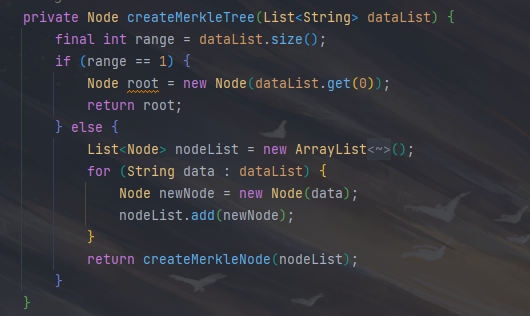 private Node createMerkleTree(List<String> dataList) {
    final int range = dataList.size();
    if (range == 1) {
        Node root = new Node(dataList.get(0));
        return root;
    } else {
        List<Node> nodeList = new ArrayList<~>();
        for (String data : dataList) {
            Node newNode = new Node(data);
            nodeList.add(newNode);
        }
        return createMerkleNode(nodeList);
    }
}